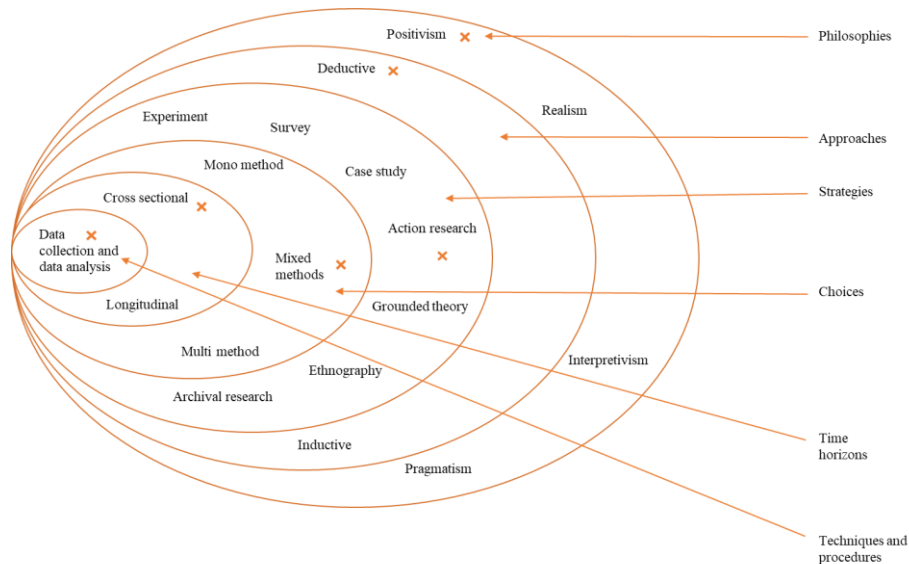 Positivism
Philosophies
Deductive
Realism
Experiment
Survey
Approaches
Mono method
Case study
Strategies
Cross sectional
Action research
Data
collection and
data analysis
Mixed
methods
Choices
Longitudinal
Grounded theory
Multi method
Interpretivism
Ethnography
Archival research
Inductive
Time
horizons
Pragmatism
Techniques and
procedures